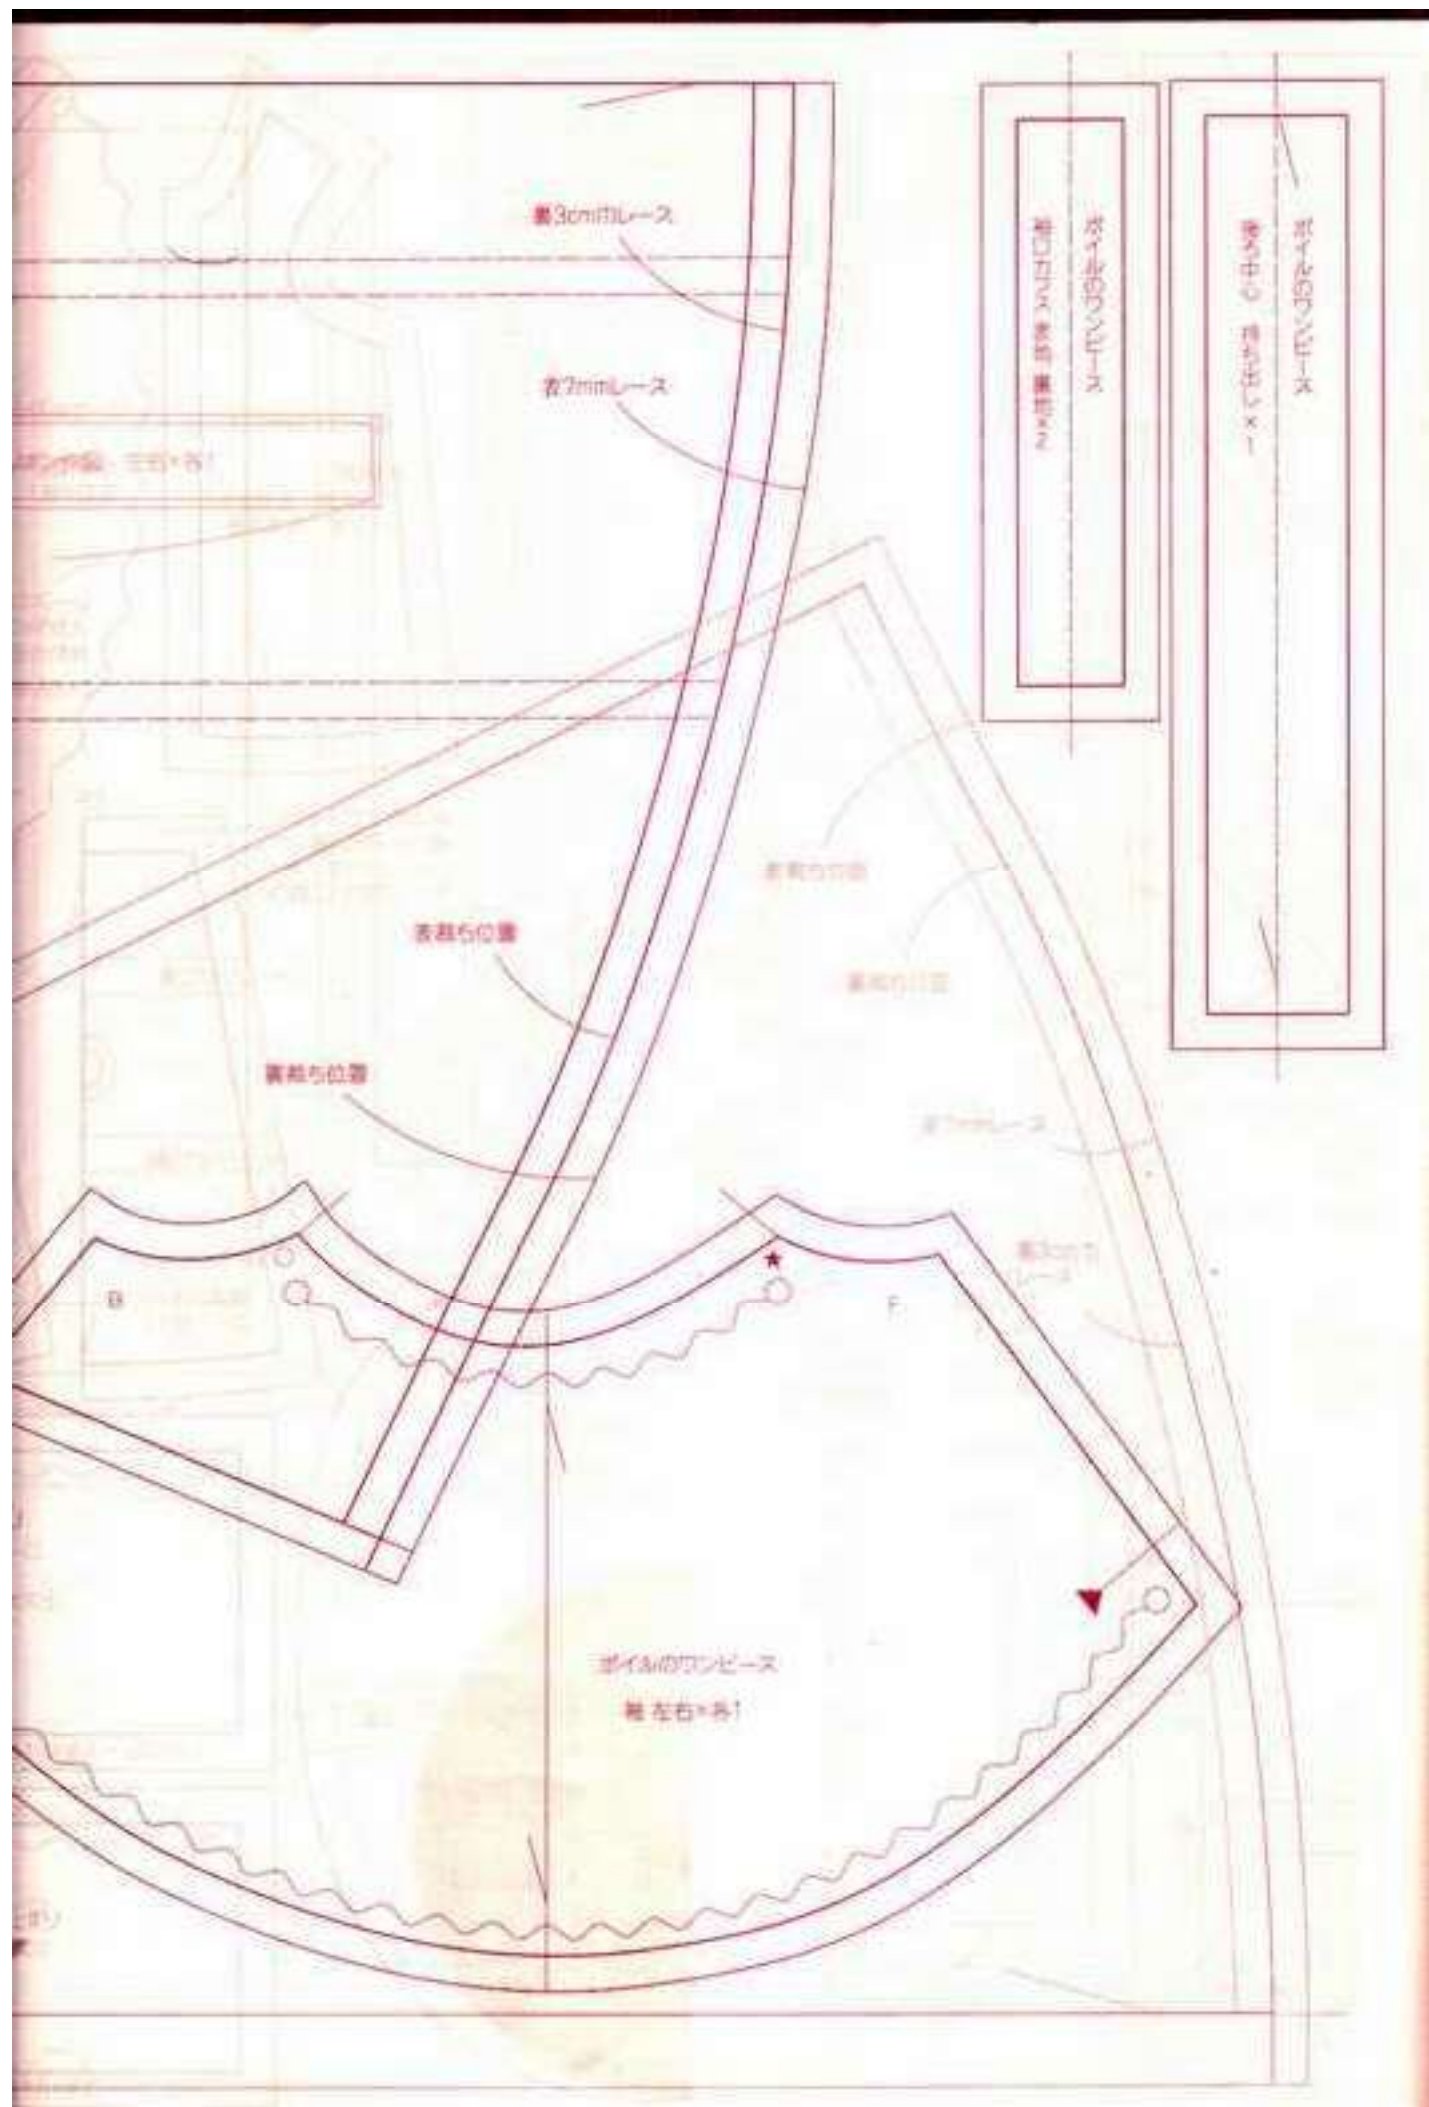 裏3cm巾レース
表7mmレース
ボイルのワンピース
袖口カフス 表地 裏地×2
ボイルのワンピース
後ろ中心 持ち出し×1
表裁ち位置
裏裁ち位置
表裁ち位置
裏裁ち位置
表7mmレース
裏3cm巾
レース
B
F
ボイルのワンピース
袖 左右×各1